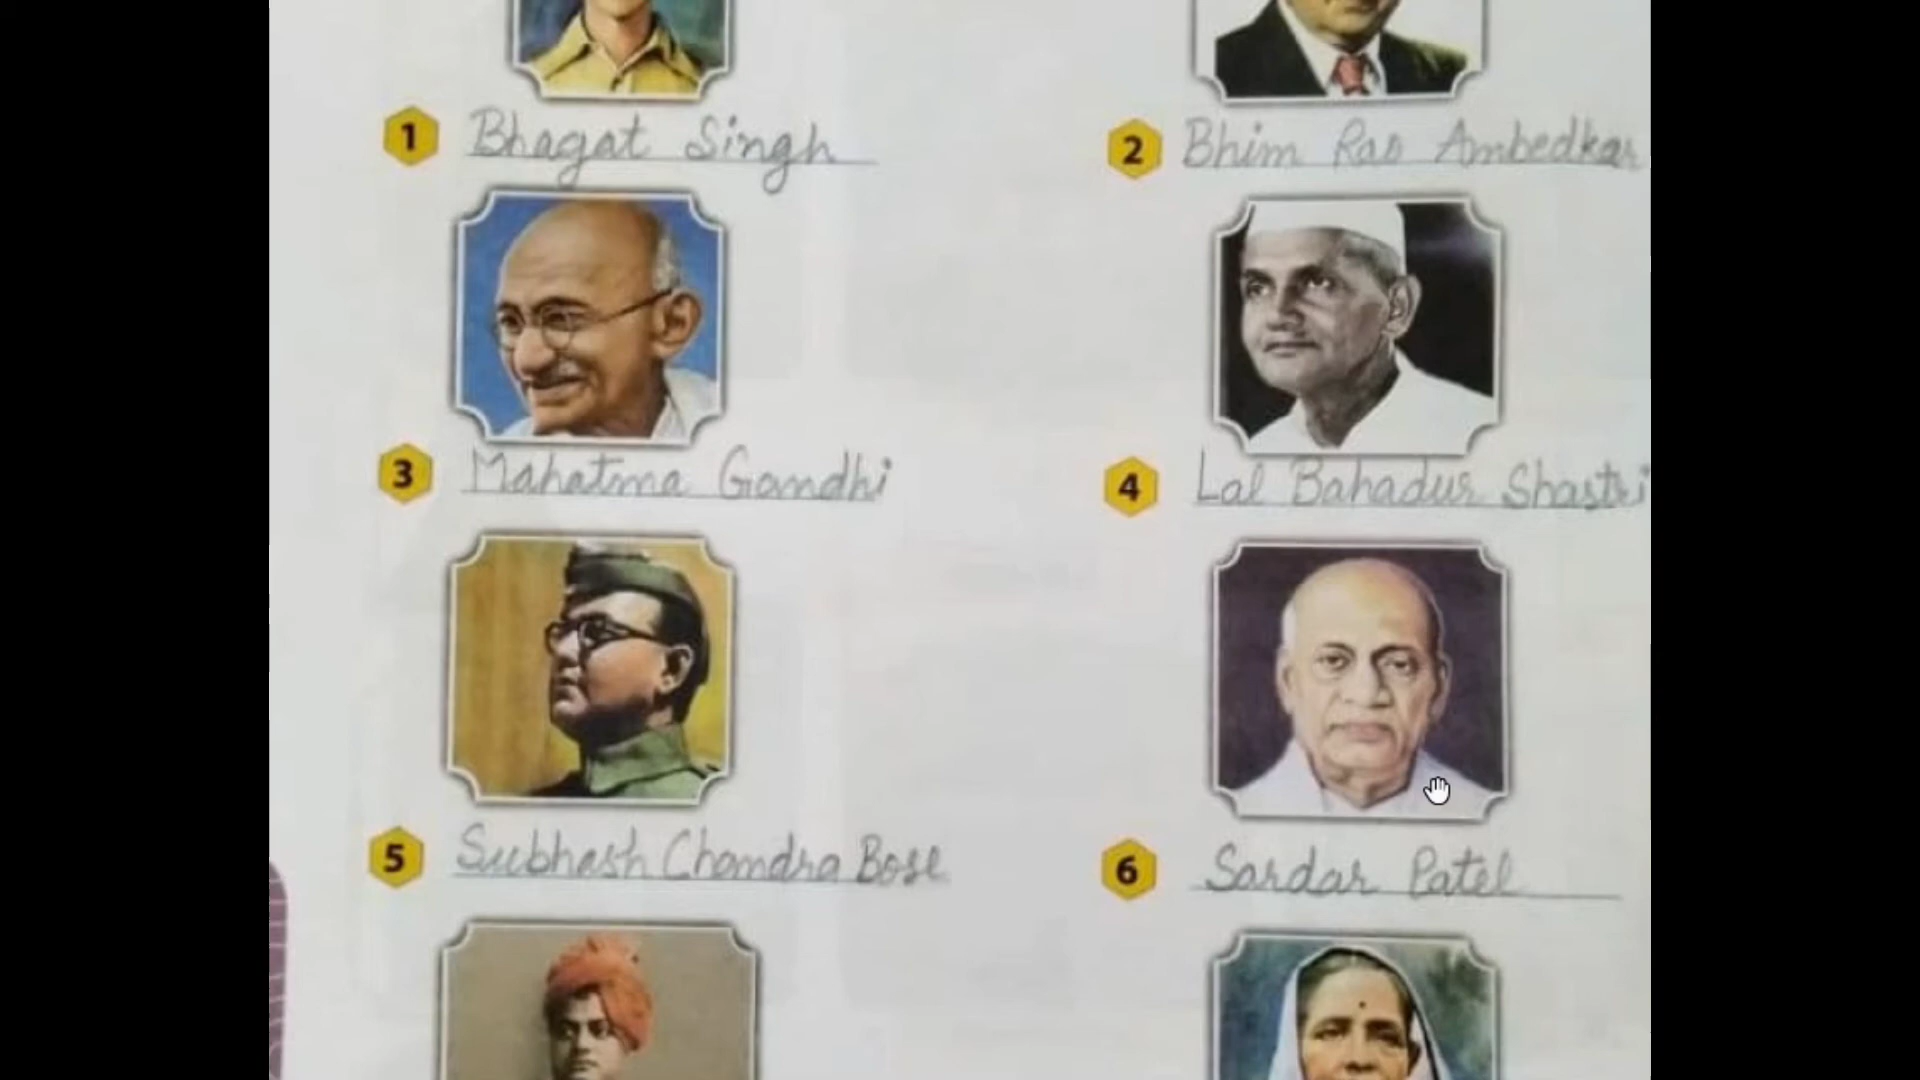 1 Bhagat Singh
2 Bhim Rao Ambedkar
3 Mahatma Gandhi
4 Lal Bahadur Shastri
5 Subhash Chandra Bose
6 Sardar Patel